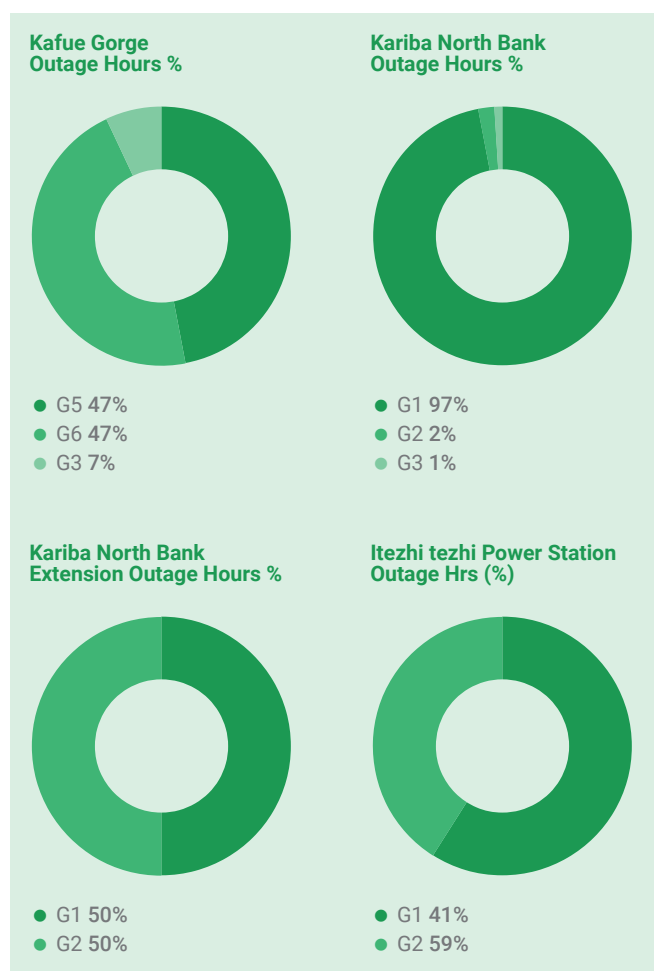 Kafue Gorge
Outage Hours %
G5 47%
G6 47%
G3 7%
Kariba North Bank
Outage Hours %
G1 97%
G2 2%
G3 1%
Kariba North Bank
Extension Outage Hours %
G1 50%
G2 50%
Itezhi tezhi Power Station
Outage Hrs (%)
G1 41%
G2 59%